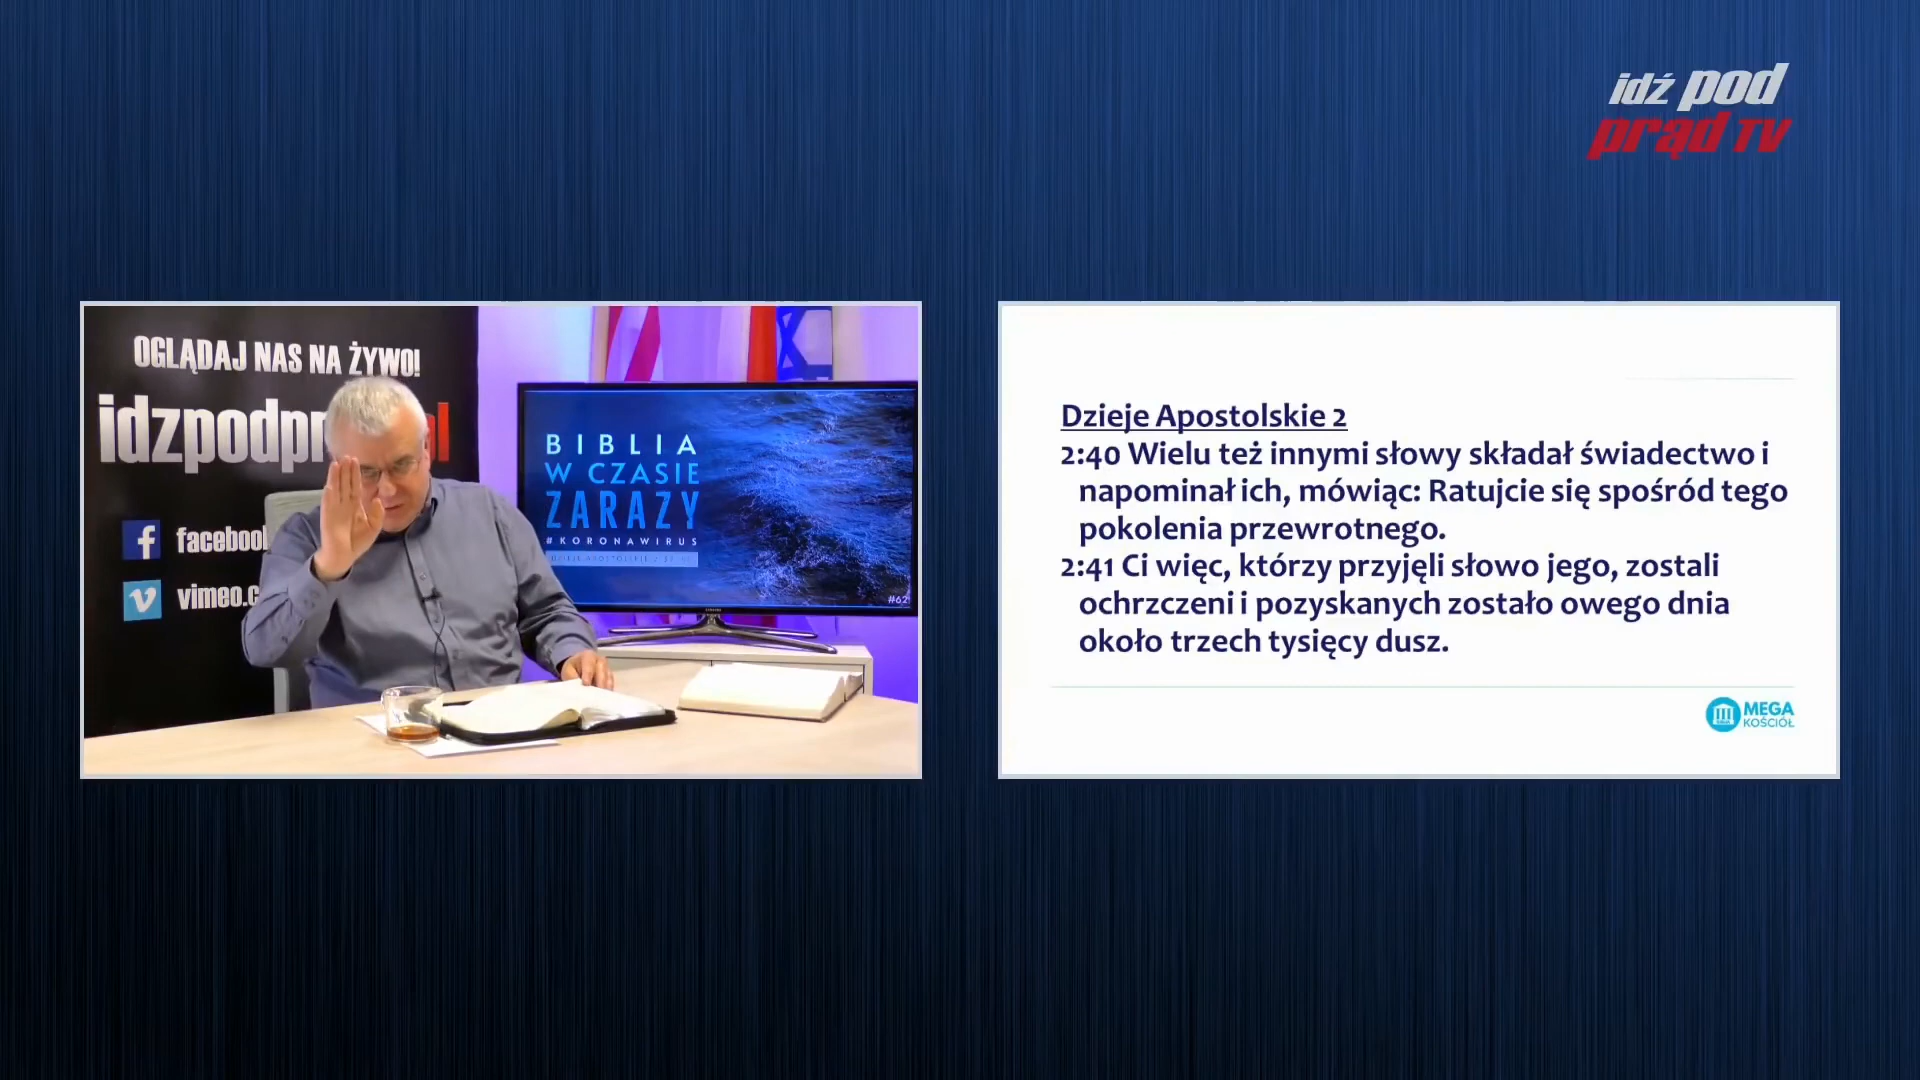 idź pod
prąd TV
OGLĄDAJ NAS NA ŻYWO!
idzpodpr
l
facebook
vimeo.c
BIBLIA
W CZASIE
ZARAZY
#KORONAWIRUS
#62
Dzieje Apostolskie 2
2:40 Wielu też innymi słowy składał świadectwo i
napominał ich, mówiąc: Ratujcie się spośród tego
pokolenia przewrotnego.
2:41 Ci więc, którzy przyjęli słowo jego, zostali
ochrzczeni i pozyskanych zostało owego dnia
około trzech tysięcy dusz.
MEGA
KOŚCIÓŁ